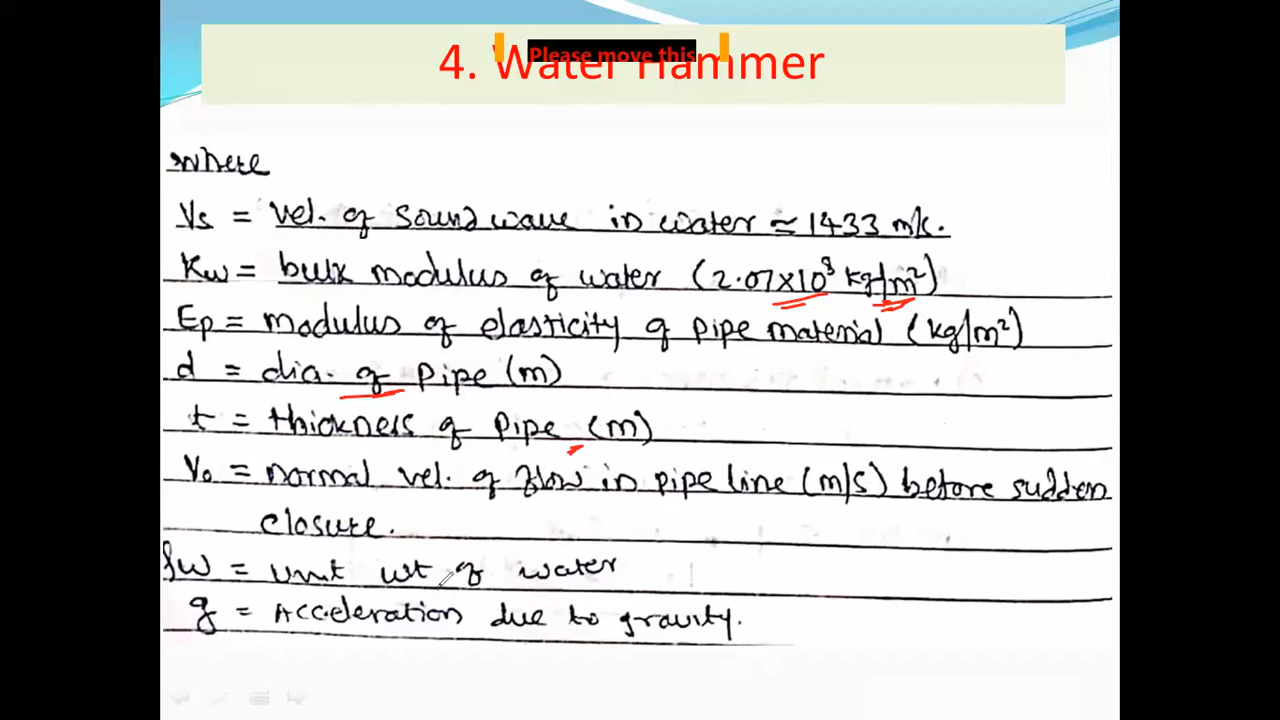 Please move this
4. Water Hammer
where
Vs = vel. of sound wave in water ≃ 1433 m/s.
Kw = bulk modulus of water (2.07×10⁸ kg/m²)
Ep = modulus of elasticity of pipe material (kg/m²)
d = dia. of pipe (m)
t = thickness of pipe (m)
Vo = normal vel. of flow in pipe line (m/s) before sudden
closure.
γw = unit wt of water
g = Acceleration due to gravity.